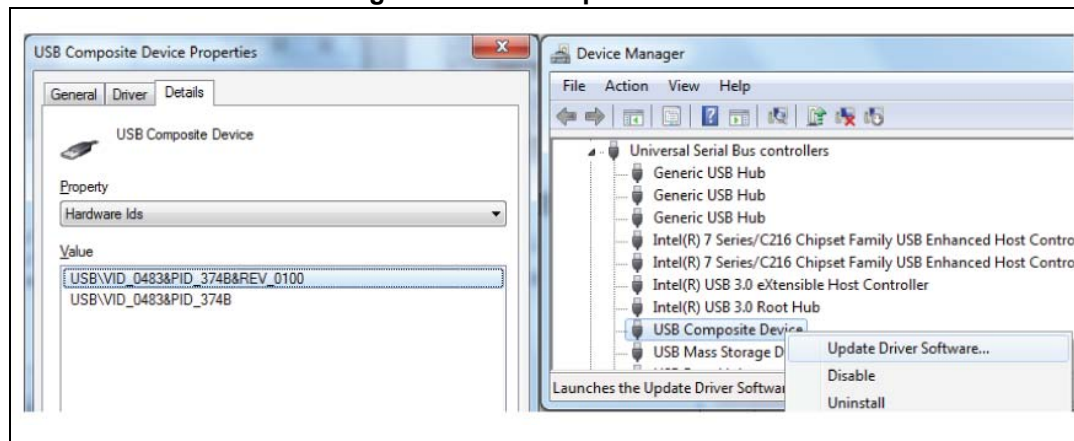 USB Composite Device Properties
General Driver Details
USB Composite Device
Property
Hardware Ids
Value
USB\VID_0483&PID_374B&REV_0100
USB\VID_0483&PID_374B
Device Manager
File Action View Help
Universal Serial Bus controllers
Generic USB Hub
Generic USB Hub
Generic USB Hub
Intel(R) 7 Series/C216 Chipset Family USB Enhanced Host Contro
Intel(R) 7 Series/C216 Chipset Family USB Enhanced Host Contro
Intel(R) USB 3.0 eXtensible Host Controller
Intel(R) USB 3.0 Root Hub
USB Composite Device
USB Mass Storage D
Launches the Update Driver Softwa
Update Driver Software...
Disable
Uninstall